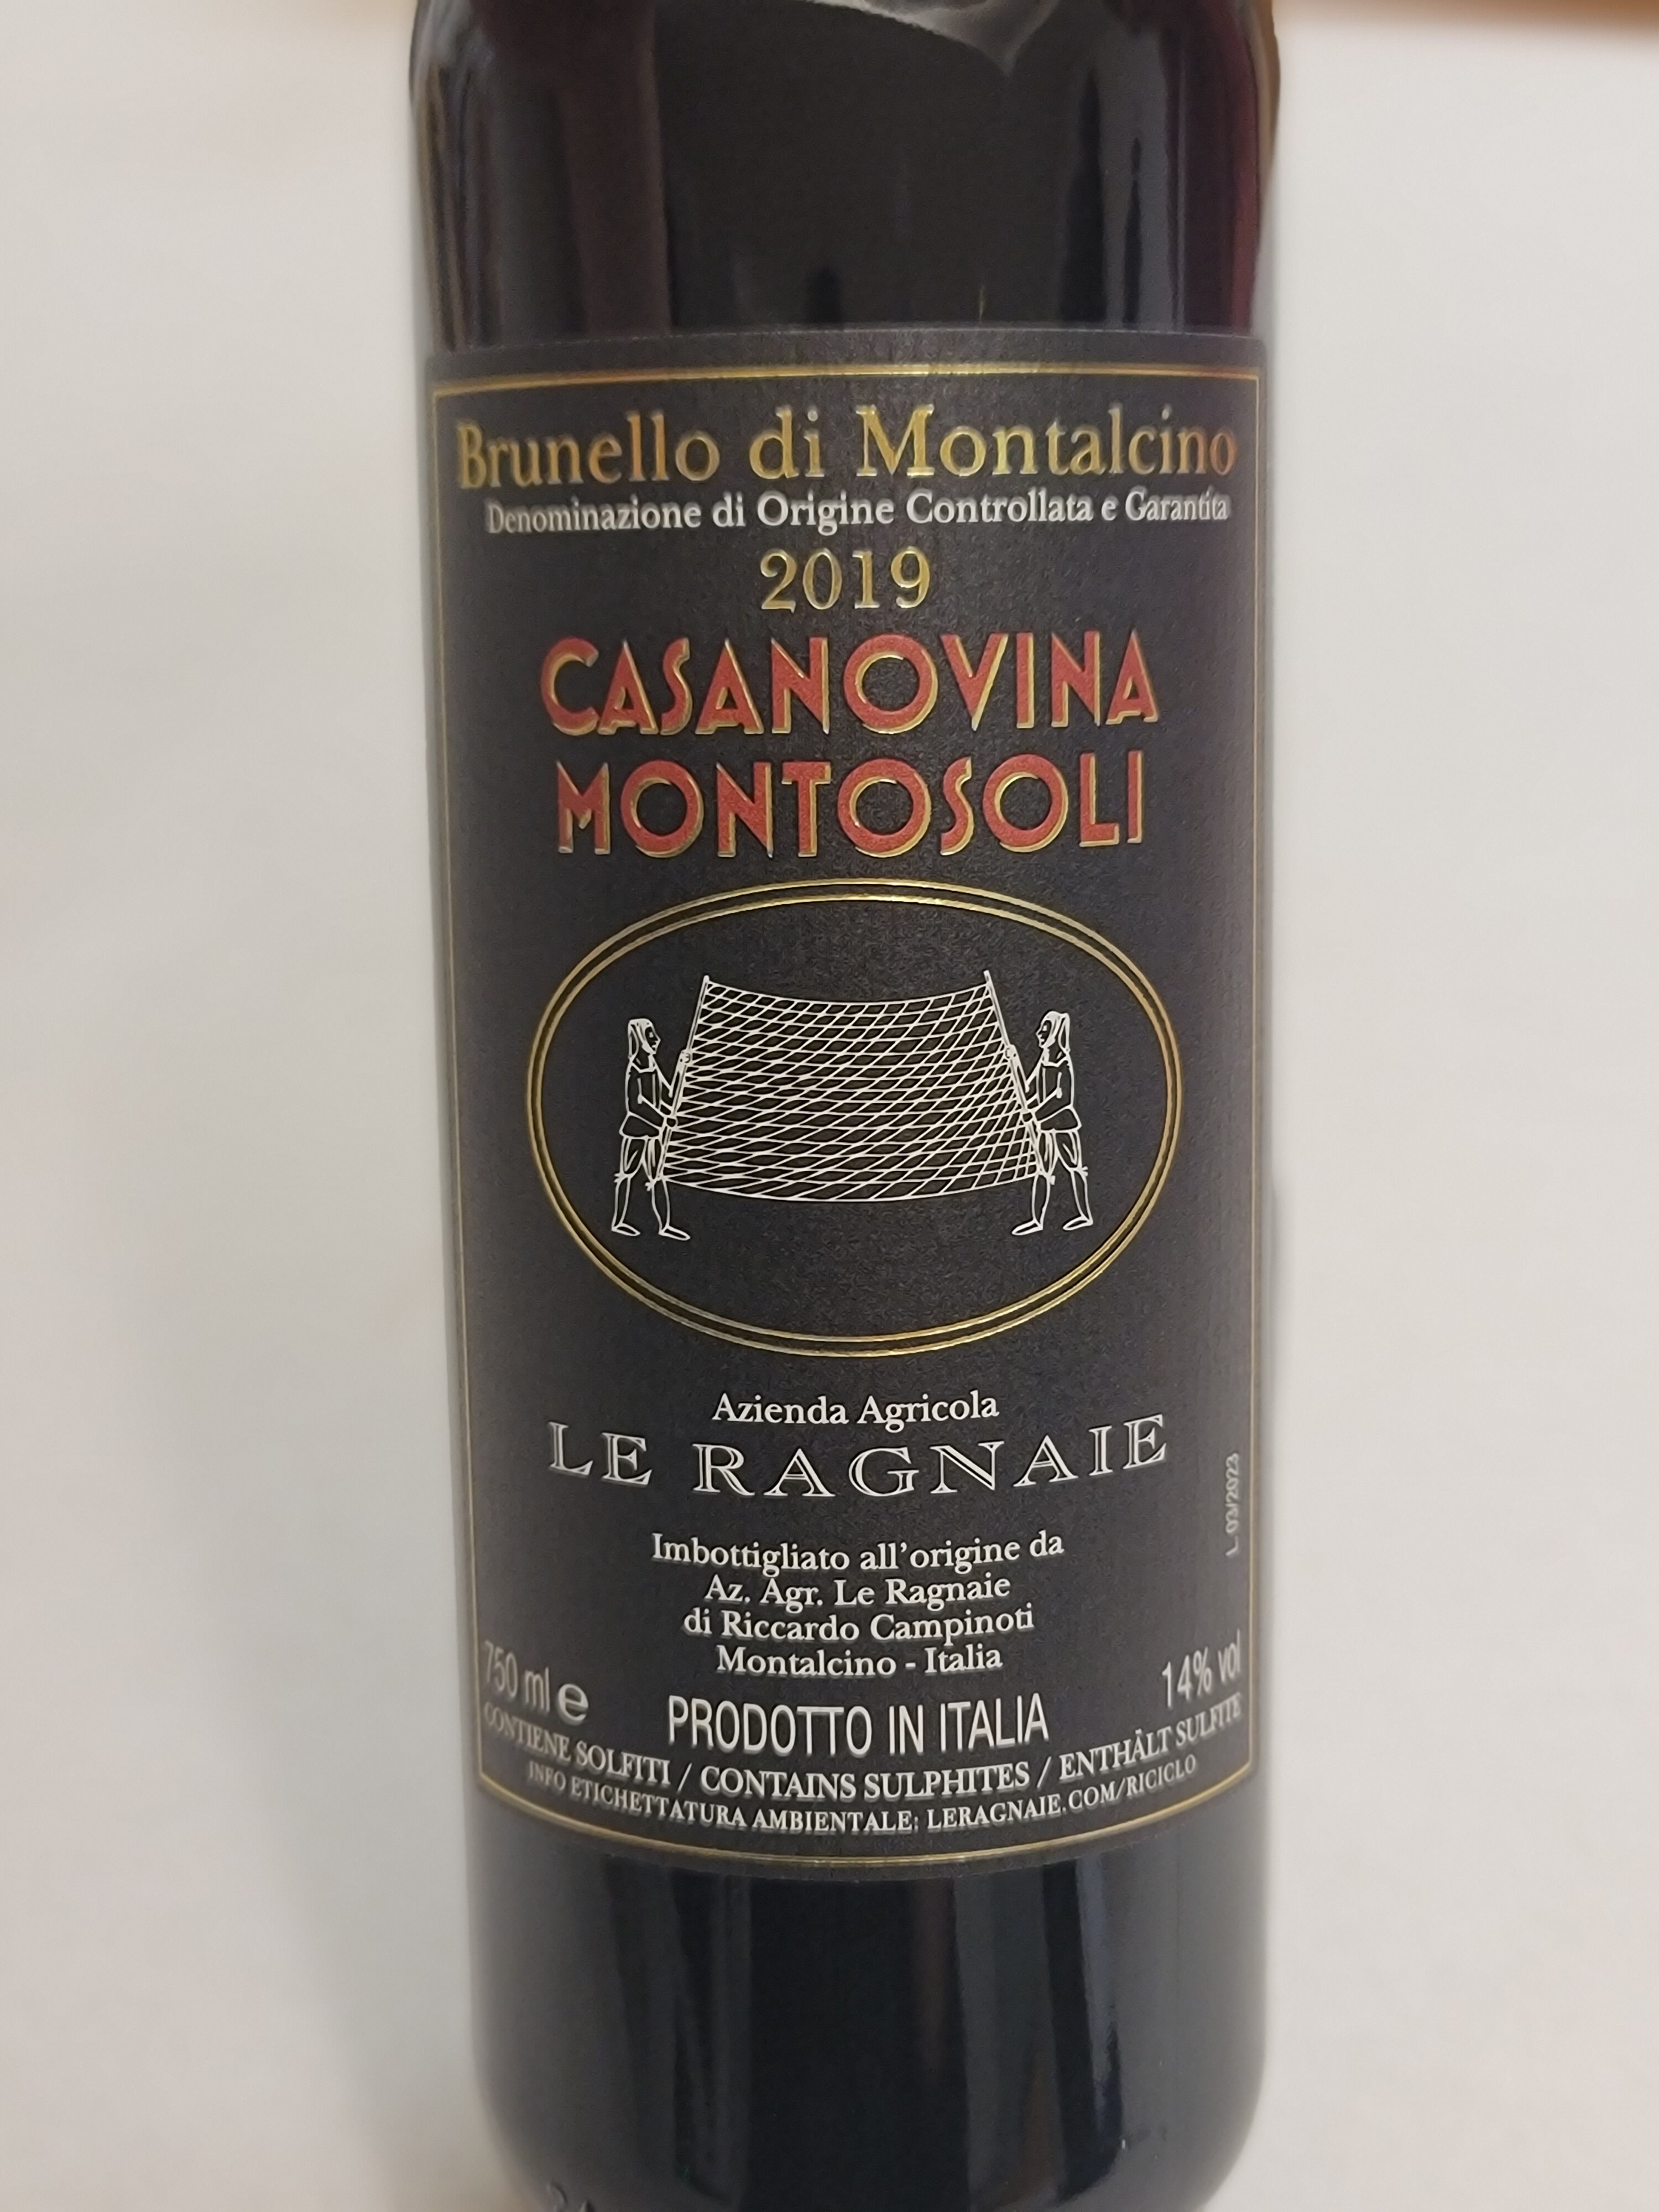 Brunello di Montalcino
Denominazione di Origine Controllata e Garantita
2019
CASANOVINA
MONTOSOLI
Azienda Agricola
LE RAGNAIE
L. 03/2023
Imbottigliato all'origine da
Az. Agr. Le Ragnaie
di Riccardo Campinoti
Montalcino - Italia
750 ml e
14% vol
PRODOTTO IN ITALIA
CONTIENE SOLFITI / CONTAINS SULPHITES / ENTHÄLT SULFITE
INFO ETICHETTATURA AMBIENTALE: LERAGNAIE.COM/RICICLO